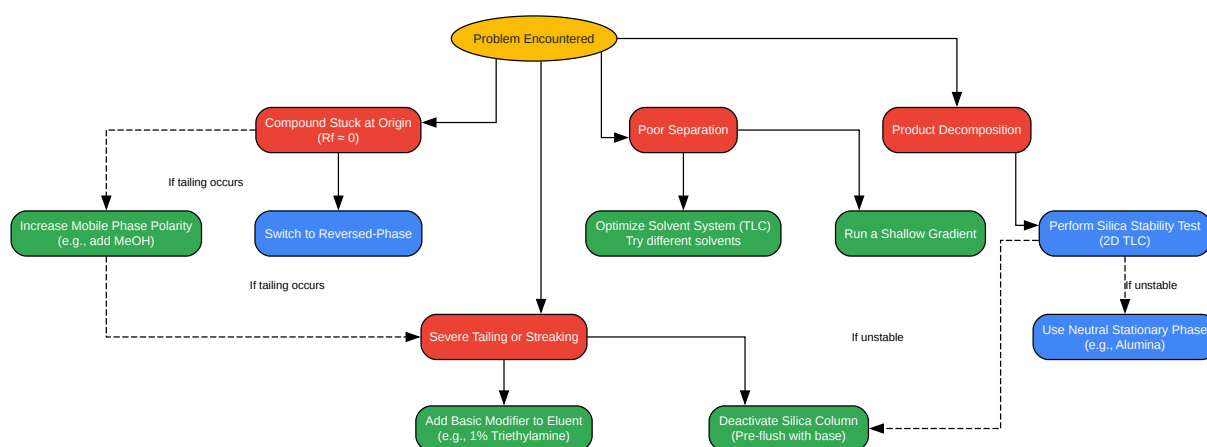 Problem Encountered
Compound Stuck at Origin
(Rf ≈ 0)
Poor Separation
Product Decomposition
If tailing occurs
Increase Mobile Phase Polarity
(e.g., add MeOH)
Switch to Reversed-Phase
Optimize Solvent System (TLC)
Try different solvents
Run a Shallow Gradient
Perform Silica Stability Test
(2D TLC)
If tailing occurs
If unstable
Severe Tailing or Streaking
If unstable
Use Neutral Stationary Phase
(e.g., Alumina)
Add Basic Modifier to Eluent
(e.g., 1% Triethylamine)
Deactivate Silica Column
(Pre-flush with base)